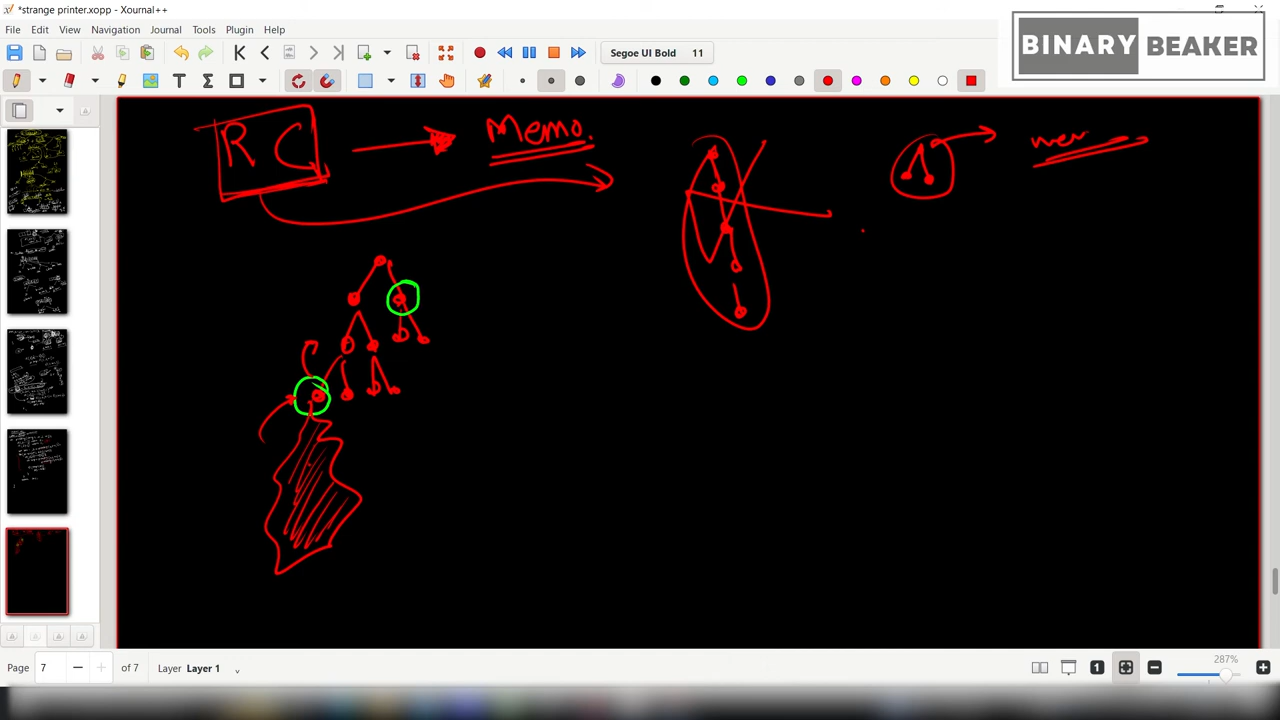 *strange printer.xopp - Xournal++
File Edit View Navigation Journal Tools Plugin Help
BINARY BEAKER
Segoe UI Bold 11
R C
Memo.
Page 7 of 7 Layer Layer 1
287%